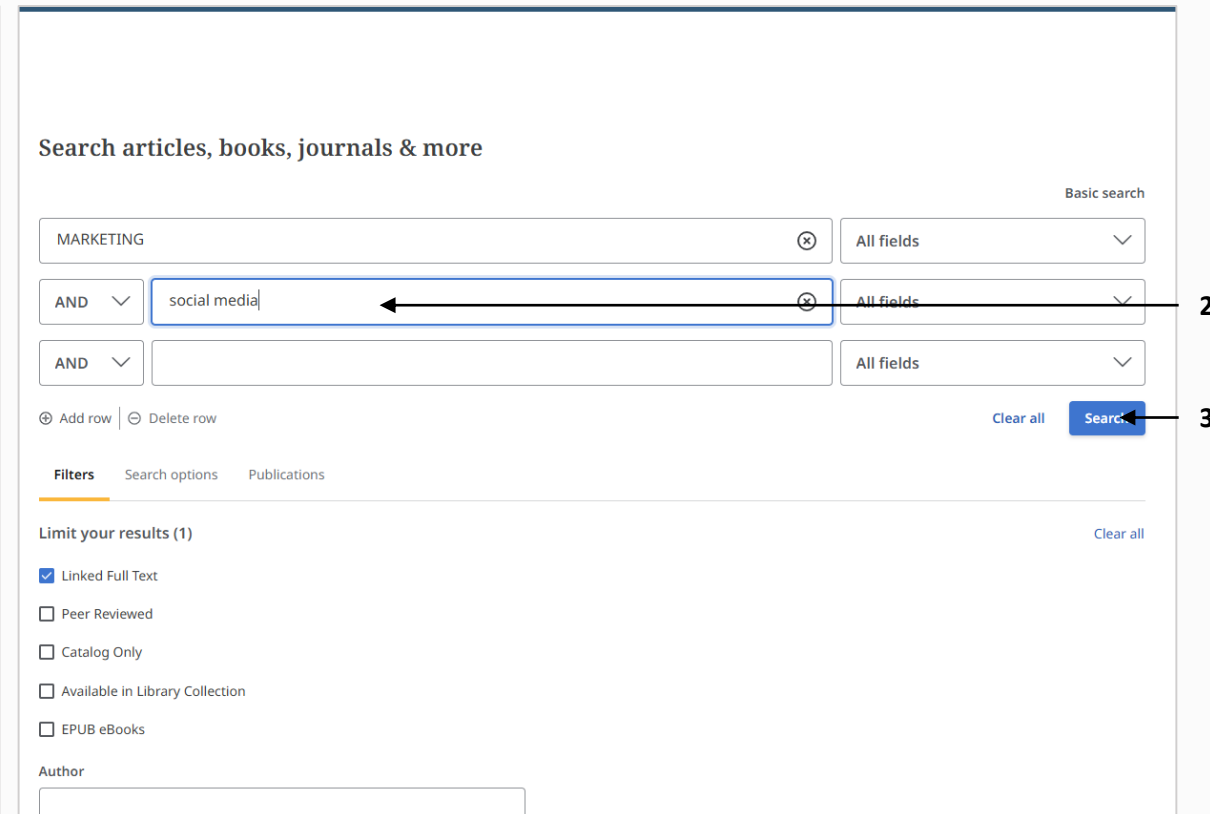 Search articles, books, journals & more
Basic search
MARKETING All fields
AND social media All fields 2
AND All fields
Add row Delete row Clear all Search 3
Filters Search options Publications
Limit your results (1) Clear all
Linked Full Text
Peer Reviewed
Catalog Only
Available in Library Collection
EPUB eBooks
Author